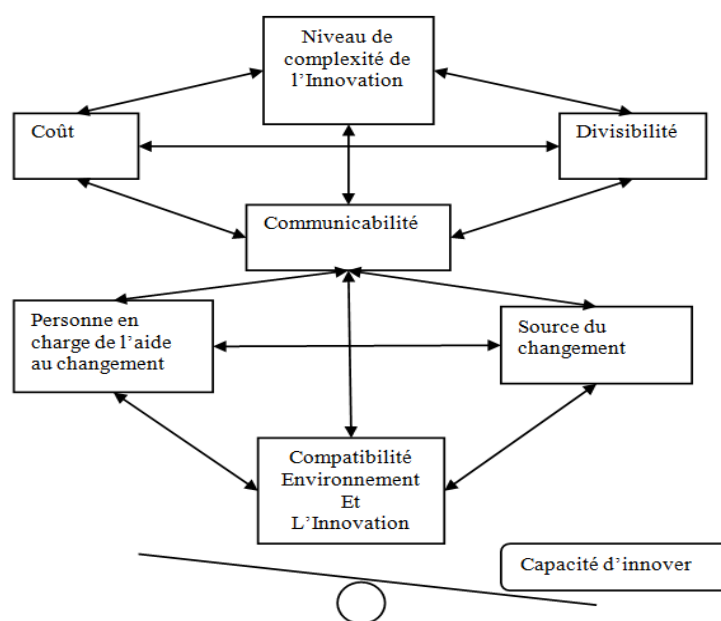 Niveau de
complexité de
l'Innovation
Coût
Divisibilité
Communicabilité
Personne en
charge de l'aide
au changement
Source du
changement
Compatibilité
Environnement
Et
L'Innovation
Capacité d'innover